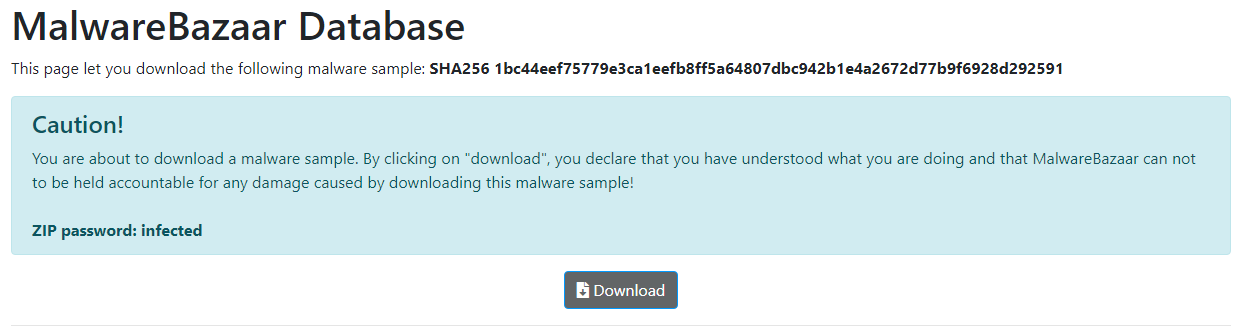 MalwareBazaar Database
This page let you download the following malware sample: SHA256 1bc44eef75779e3ca1eefb8ff5a64807dbc942b1e4a2672d77b9f6928d292591
Caution!
You are about to download a malware sample. By clicking on "download", you declare that you have understood what you are doing and that MalwareBazaar can not
to be held accountable for any damage caused by downloading this malware sample!
ZIP password: infected
Download